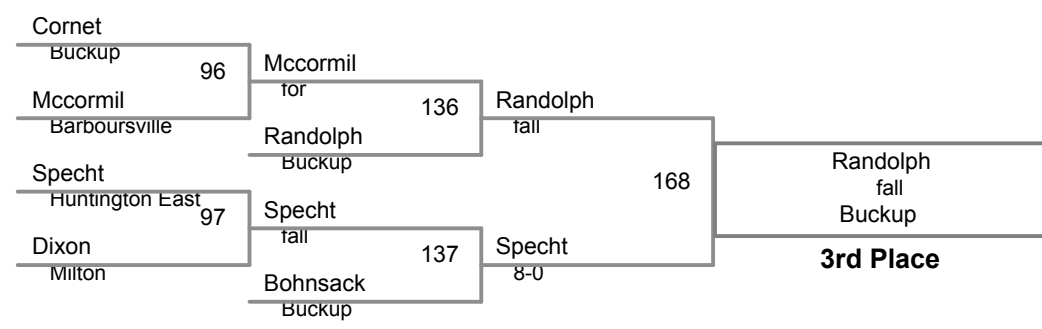 Cornet
Buckup
96
Mccormil
Barboursville
Specht
Huntington East
97
Dixon
Milton
Mccormil
for
136
Randolph
Buckup
Specht
fall
137
Bohnsack
Buckup
Randolph
fall
168
Specht
8-0
Randolph
fall
Buckup
3rd Place